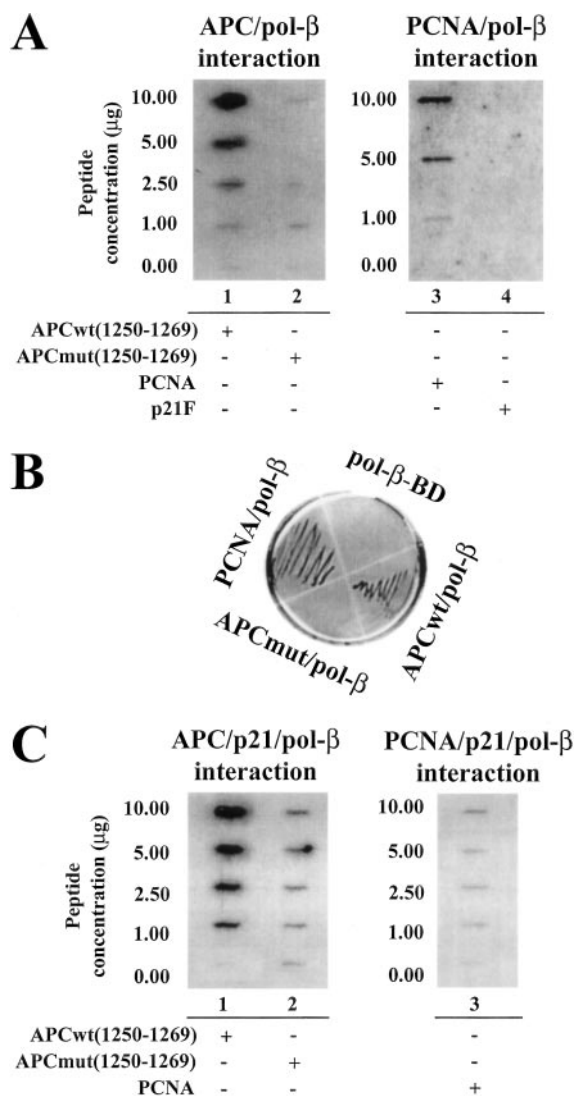 A
APC/pol-β interaction
PCNA/pol-β interaction
Peptide concentration (μg)
10.00
5.00
2.50
1.00
0.00
10.00
5.00
1.00
0.00
1 2 3 4
APCwt(1250-1269) + - - -
APCmut(1250-1269) - + - -
PCNA - - + -
p21F - - - +
B
PCNA/pol-β
pol-β-BD
APCmut/pol-β
APCwt/pol-β
C
APC/p21/pol-β interaction
PCNA/p21/pol-β interaction
Peptide concentration (μg)
10.00
5.00
2.50
1.00
0.00
10.00
5.00
2.50
1.00
0.00
1 2 3
APCwt(1250-1269) + - -
APCmut(1250-1269) - + -
PCNA - - +